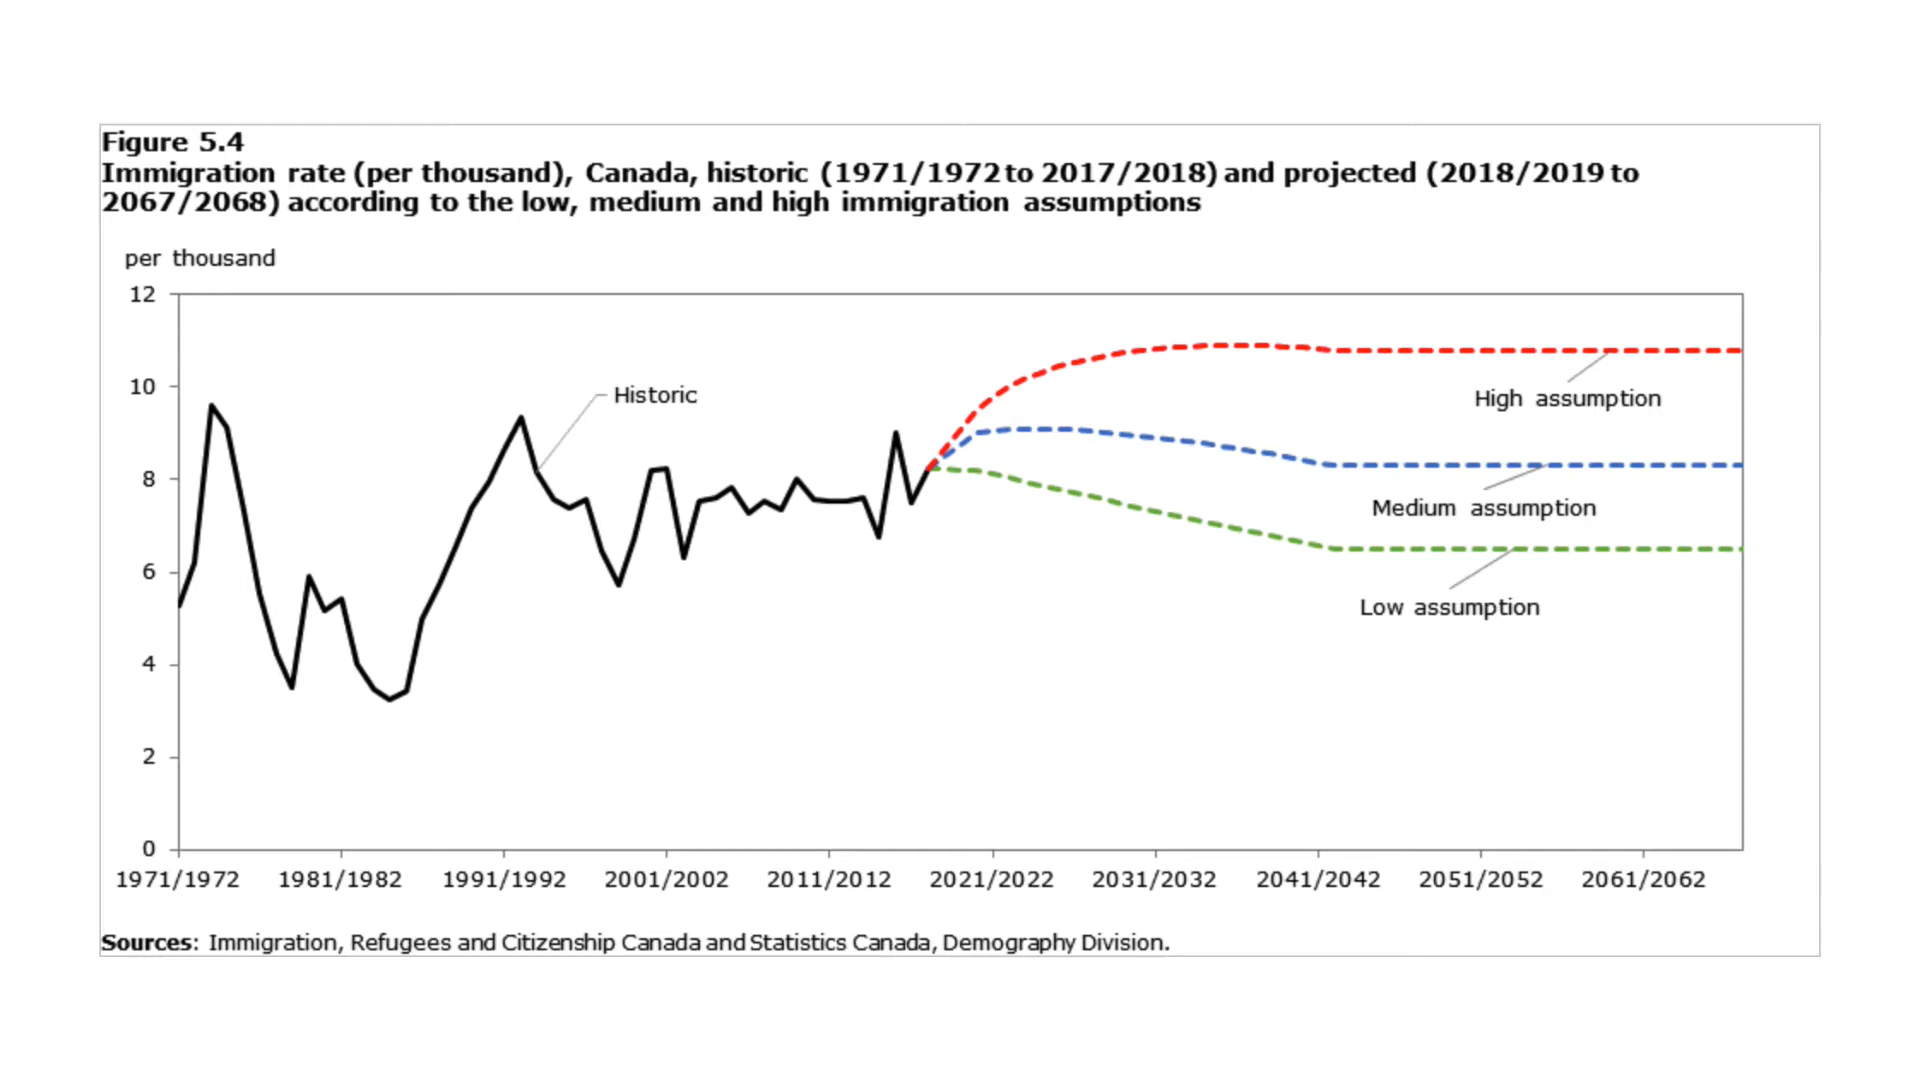 Figure 5.4
Immigration rate (per thousand), Canada, historic (1971/1972 to 2017/2018) and projected (2018/2019 to
2067/2068) according to the low, medium and high immigration assumptions
per thousand
12
10
8
6
4
2
0
Historic
High assumption
Medium assumption
Low assumption
1971/1972 1981/1982 1991/1992 2001/2002 2011/2012 2021/2022 2031/2032 2041/2042 2051/2052 2061/2062
Sources: Immigration, Refugees and Citizenship Canada and Statistics Canada, Demography Division.